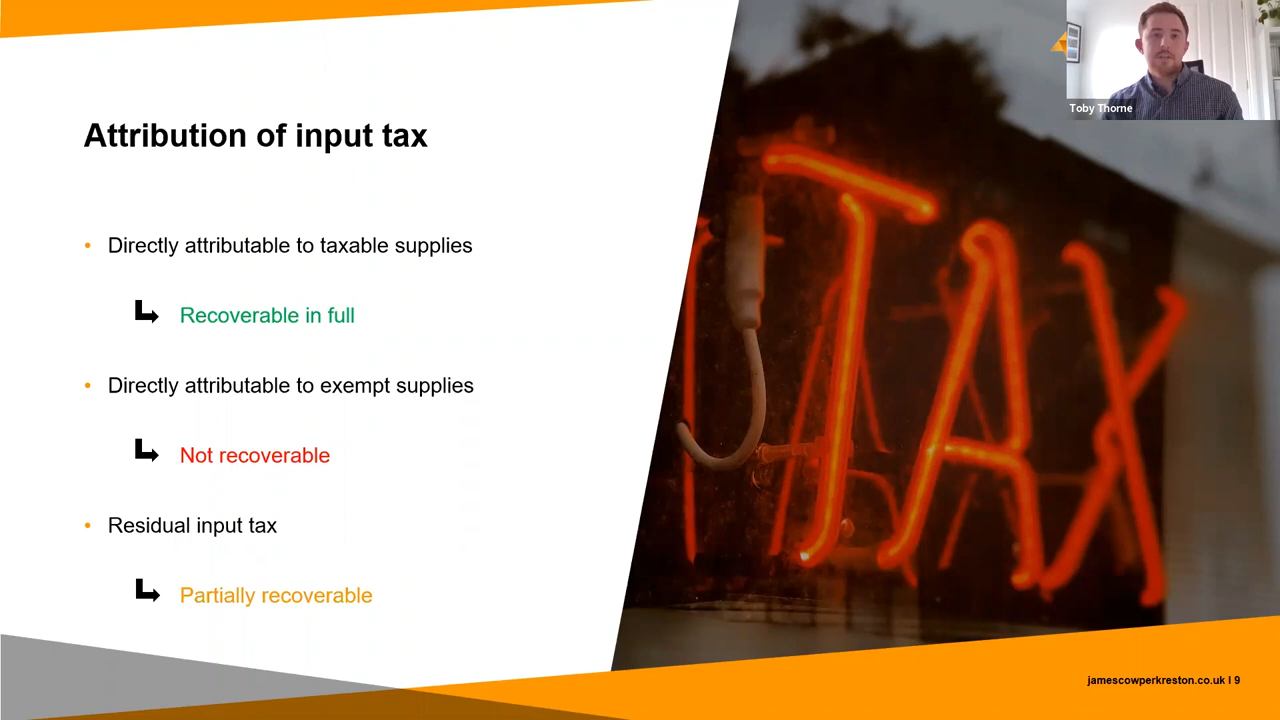 Attribution of input tax
• Directly attributable to taxable supplies
Recoverable in full
• Directly attributable to exempt supplies
Not recoverable
• Residual input tax
Partially recoverable
TAX
Toby Thorne
jamescowperkreston.co.uk I 9